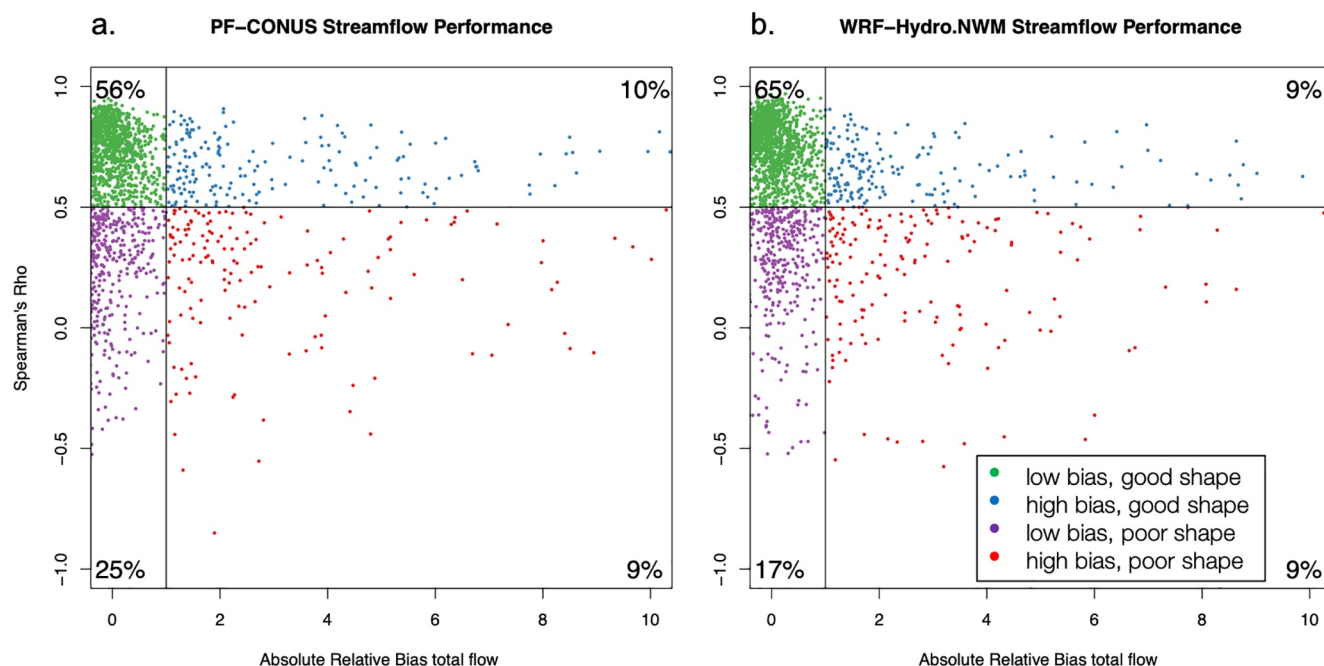 a.
PF-CONUS Streamflow Performance
56%
10%
1.0
0.5
0.0
-0.5
-1.0
Spearman's Rho
25%
9%
0 2 4 6 8 10
Absolute Relative Bias total flow
b.
WRF-Hydro.NWM Streamflow Performance
65%
9%
1.0
0.5
0.0
-0.5
-1.0
low bias, good shape
high bias, good shape
low bias, poor shape
high bias, poor shape
17%
9%
0 2 4 6 8 10
Absolute Relative Bias total flow